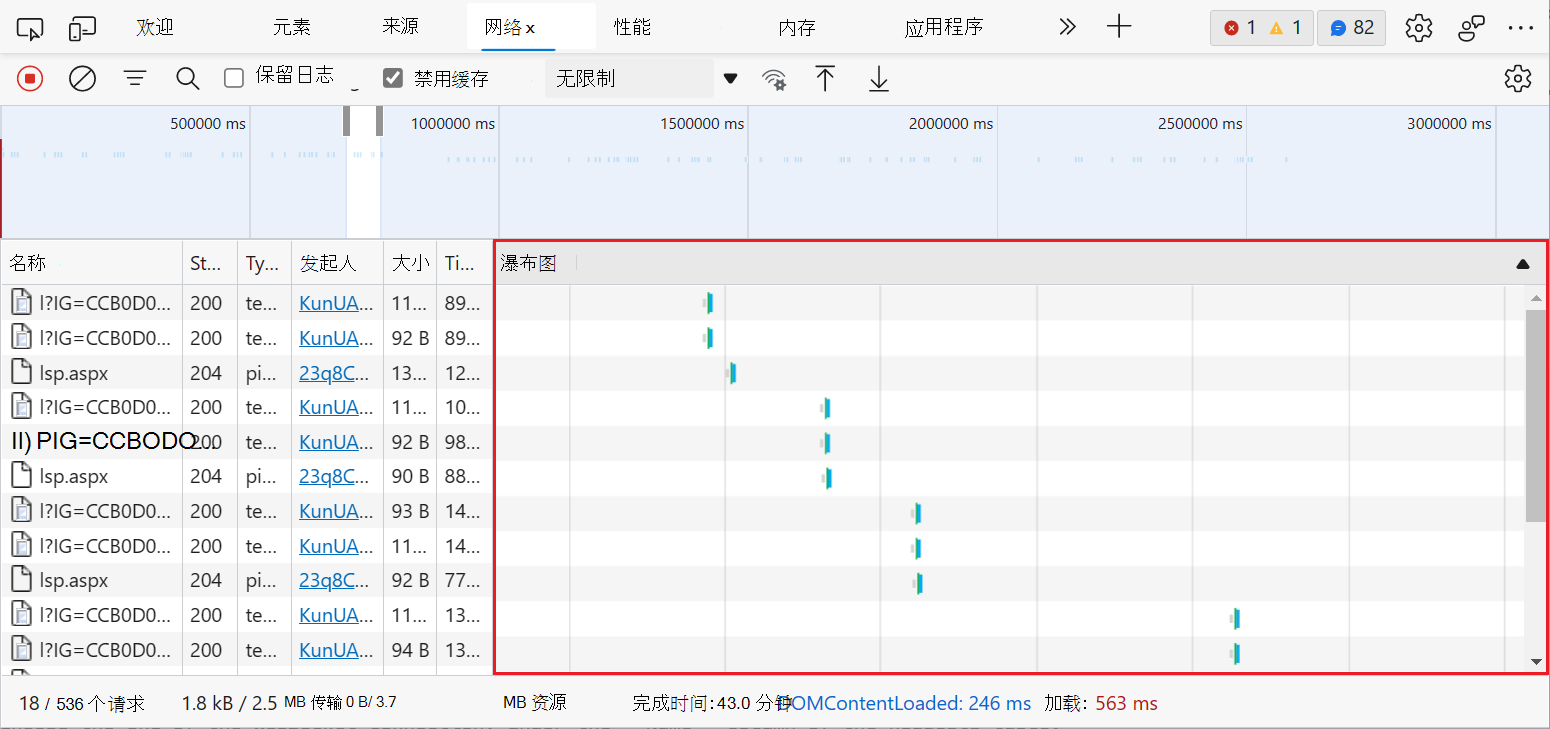 欢迎 元素 来源 网络 x 性能 内存 应用程序 1 1 82
保留日志 禁用缓存 无限制
500000 ms 1000000 ms 1500000 ms 2000000 ms 2500000 ms 3000000 ms
名称 St... Ty... 发起人 大小 Ti... 瀑布图
l?IG=CCB0D0... 200 te... KunUA... 11... 89...
l?IG=CCB0D0... 200 te... KunUA... 92 B 89...
lsp.aspx 204 pi... 23q8C... 13... 12...
l?IG=CCB0D0... 200 te... KunUA... 11... 10...
II) PIG=CCBODO... 200 te... KunUA... 92 B 98...
lsp.aspx 204 pi... 23q8C... 90 B 88...
l?IG=CCB0D0... 200 te... KunUA... 93 B 14...
l?IG=CCB0D0... 200 te... KunUA... 11... 14...
lsp.aspx 204 pi... 23q8C... 92 B 77...
l?IG=CCB0D0... 200 te... KunUA... 11... 13...
l?IG=CCB0D0... 200 te... KunUA... 94 B 13...
18 / 536 个请求 1.8 kB / 2.5 MB 传输 0 B/ 3.7 MB 资源 完成时间:43.0 分钟 DOMContentLoaded: 246 ms 加载: 563 ms